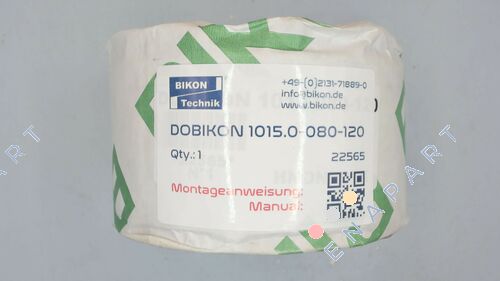 BIKON
Technik
+49-(0)2131-71889-0
info@bikon.de
www.bikon.de
DOBIKON 1015.0-080-120
Qty.: 1
22565
Montageanweisung:
Manual:
ENAPART